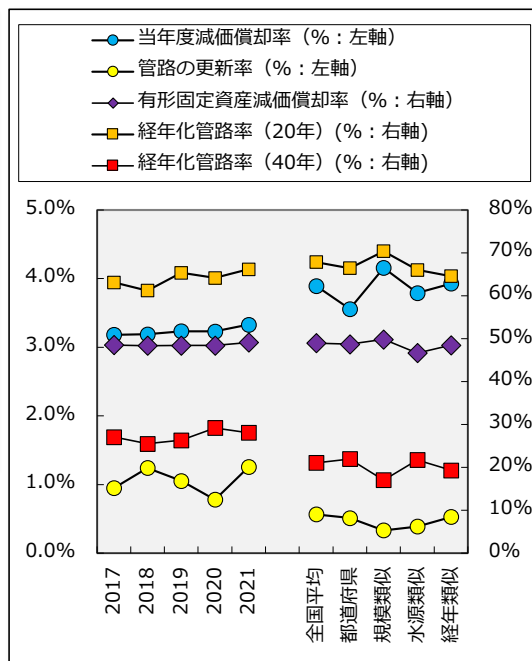 当年度減価償却率（%：左軸）
管路の更新率（%：左軸）
有形固定資産減価償却率（%：右軸）
経年化管路率（20年）(%：右軸)
経年化管路率（40年）(%：右軸)
5.0%
4.0%
3.0%
2.0%
1.0%
0.0%
80%
70%
60%
50%
40%
30%
20%
10%
0%
2017
2018
2019
2020
2021
全国平均
都道府県
規模類似
水源類似
経年類似